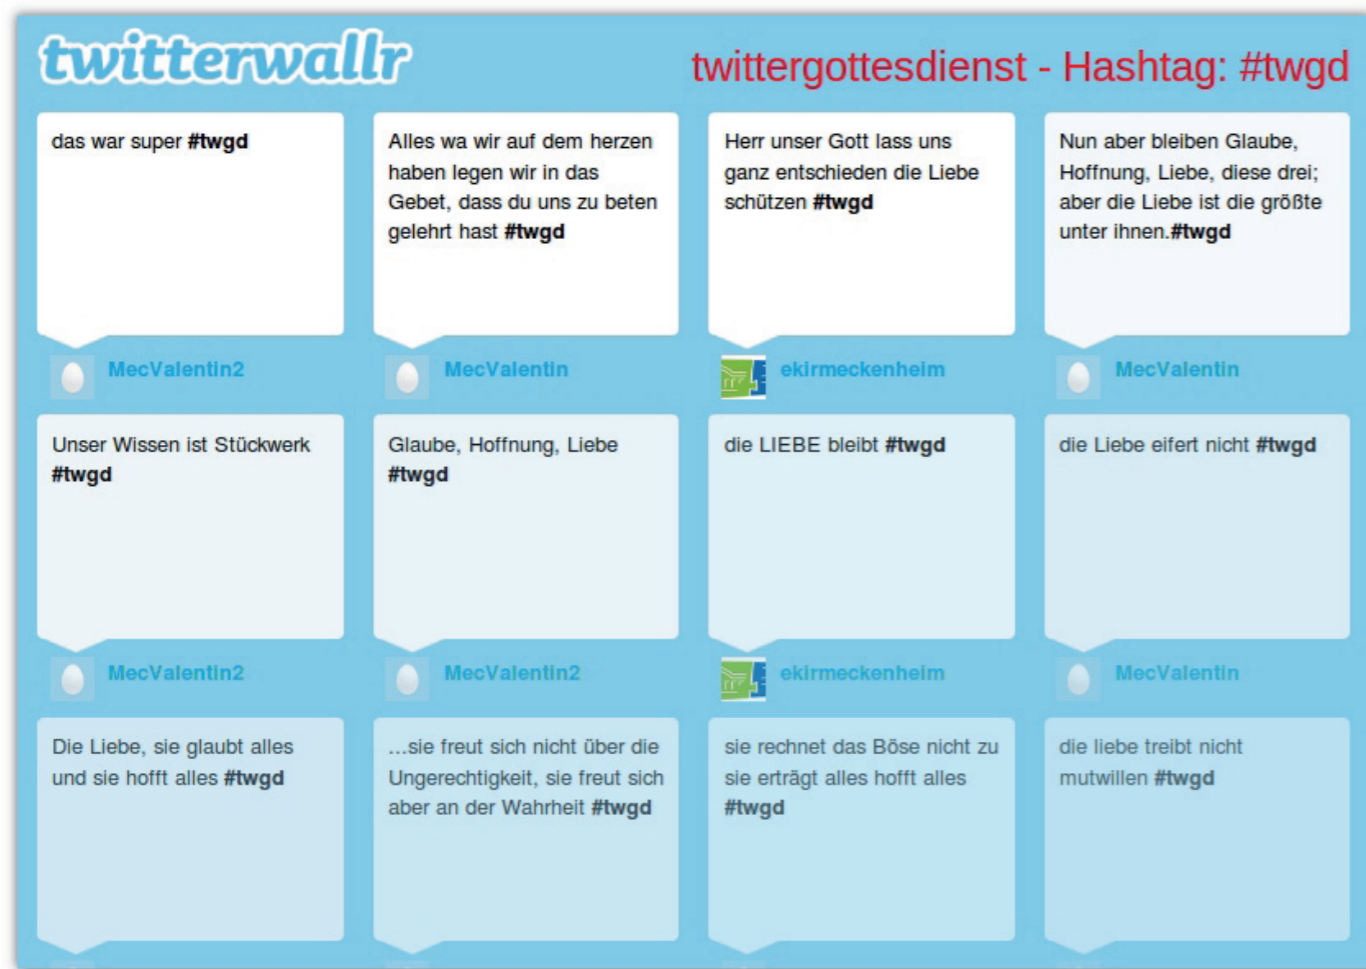 twitterwallr
twittergottesdienst - Hashtag: #twgd
das war super #twgd
Alles wa wir auf dem herzen
haben legen wir in das
Gebet, dass du uns zu beten
gelehrt hast #twgd
Herr unser Gott lass uns
ganz entschieden die Liebe
schützen #twgd
Nun aber bleiben Glaube,
Hoffnung, Liebe, diese drei;
aber die Liebe ist die größte
unter ihnen.#twgd
MecValentin2
MecValentin
ekirmeckenheim
MecValentin
Unser Wissen ist Stückwerk
#twgd
Glaube, Hoffnung, Liebe
#twgd
die LIEBE bleibt #twgd
die Liebe eifert nicht #twgd
MecValentin2
MecValentin2
ekirmeckenheim
MecValentin
Die Liebe, sie glaubt alles
und sie hofft alles #twgd
...sie freut sich nicht über die
Ungerechtigkeit, sie freut sich
aber an der Wahrheit #twgd
sie rechnet das Böse nicht zu
sie erträgt alles hofft alles
#twgd
die liebe treibt nicht
mutwillen #twgd